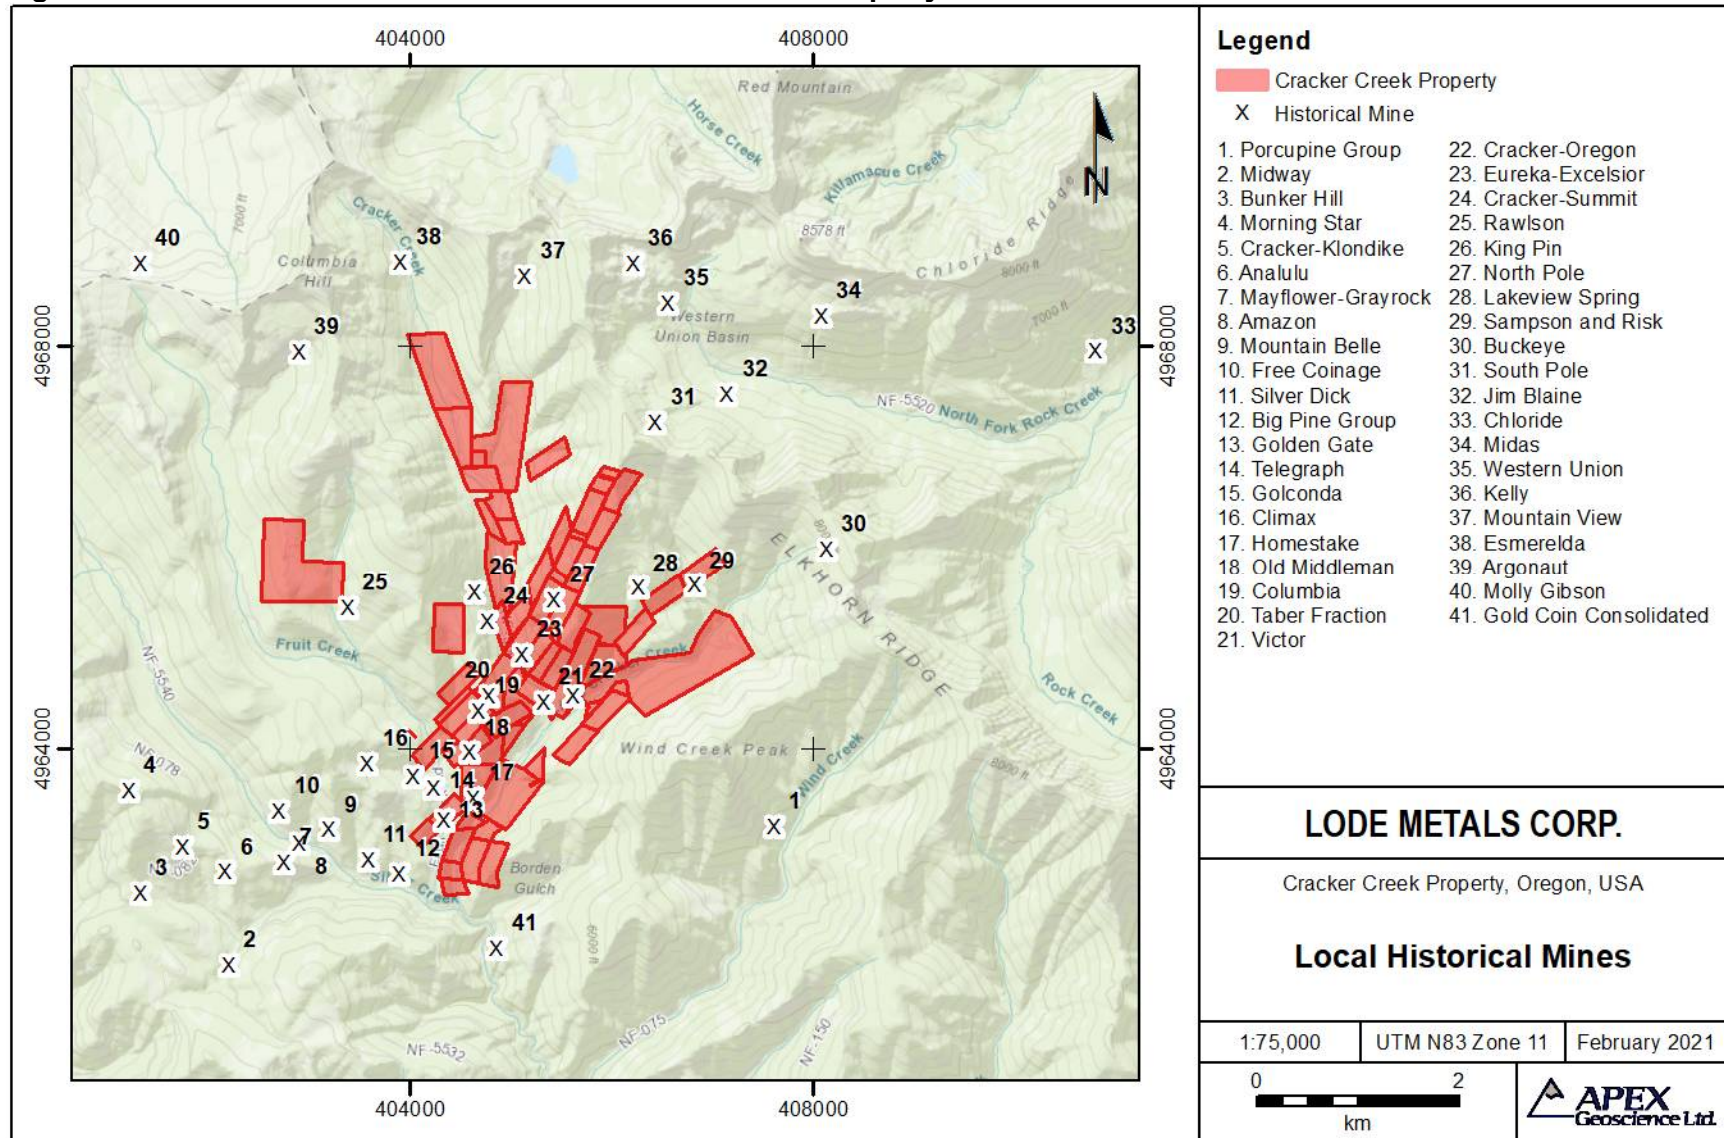 404000
408000
4968000
4964000
4968000
4964000
404000
408000
Red Mountain
Horse Creek
Killamacue Creek
Chloride Ridge
8578 ft
8000 ft
7000 ft
7000 ft
Cracker Creek
Columbia
Hill
Western
Union Basin
NF-5520
North Fork Rock Creek
ELKHORN RIDGE
Fruit Creek
NF-5540
NF-078
Creek
Rock Creek
Wind Creek Peak
Wind Creek
8000 ft
Borden
Gulch
6000 ft
NF-5532
NF-075
NF-150
N
40
38
37
36
35
34
33
39
32
31
30
25
26
27
28
29
24
23
20
19
21
22
18
16
15
17
14
13
4
10
9
5
11
12
6
7
8
3
1
2
41
Legend
Cracker Creek Property
X Historical Mine
1. Porcupine Group
2. Midway
3. Bunker Hill
4. Morning Star
5. Cracker-Klondike
6. Analulu
7. Mayflower-Grayrock
8. Amazon
9. Mountain Belle
10. Free Coinage
11. Silver Dick
12. Big Pine Group
13. Golden Gate
14. Telegraph
15. Golconda
16. Climax
17. Homestake
18. Old Middleman
19. Columbia
20. Taber Fraction
21. Victor
22. Cracker-Oregon
23. Eureka-Excelsior
24. Cracker-Summit
25. Rawlson
26. King Pin
27. North Pole
28. Lakeview Spring
29. Sampson and Risk
30. Buckeye
31. South Pole
32. Jim Blaine
33. Chloride
34. Midas
35. Western Union
36. Kelly
37. Mountain View
38. Esmerelda
39. Argonaut
40. Molly Gibson
41. Gold Coin Consolidated
LODE METALS CORP.
Cracker Creek Property, Oregon, USA
Local Historical Mines
1:75,000
UTM N83 Zone 11
February 2021
0 2
km
APEX
Geoscience Ltd.